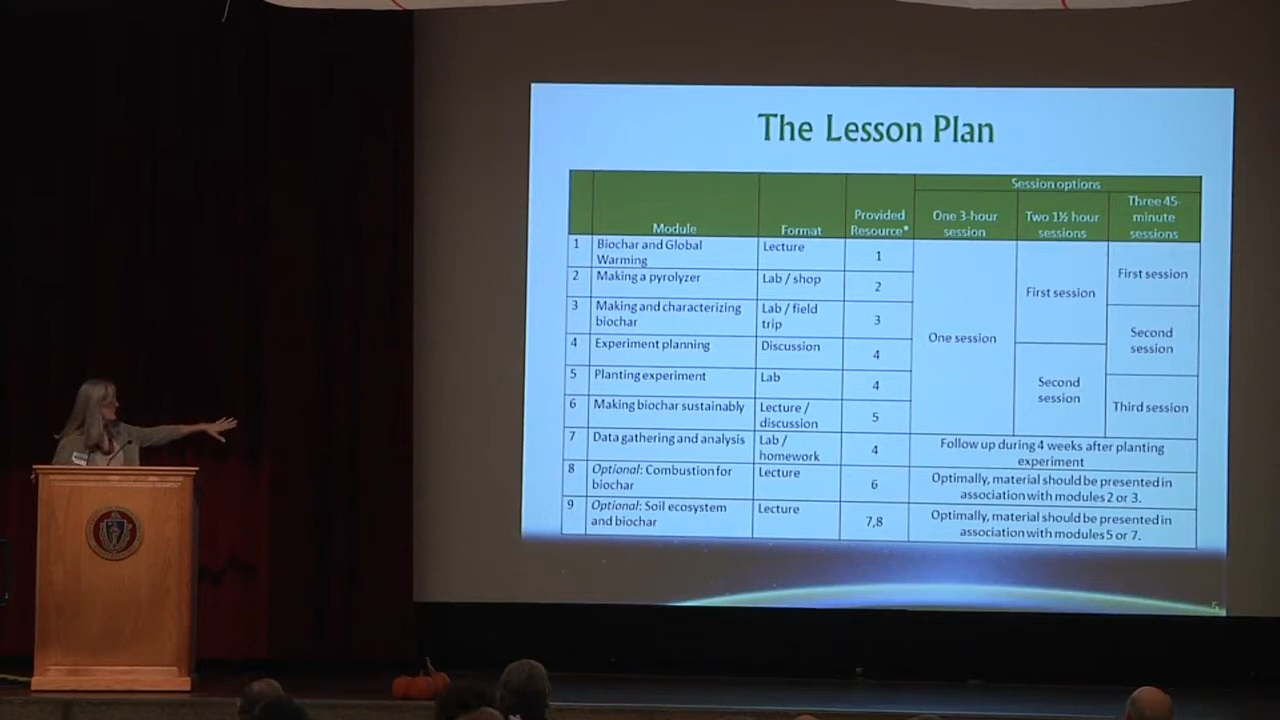 The Lesson Plan
Session options
Module
Format
Provided
Resource*
One 3-hour
session
Two 1½ hour
sessions
Three 45-
minute
sessions
1
Biochar and Global
Warming
Lecture
1
2
Making a pyrolyzer
Lab / shop
2
3
Making and characterizing
biochar
Lab / field
trip
3
4
Experiment planning
Discussion
4
5
Planting experiment
Lab
4
6
Making biochar sustainably
Lecture /
discussion
5
One session
First session
Second
session
First session
Second
session
Third session
7
Data gathering and analysis
Lab /
homework
4
Follow up during 4 weeks after planting
experiment
8
Optional: Combustion for
biochar
Lecture
6
Optimally, material should be presented in
association with modules 2 or 3.
9
Optional: Soil ecosystem
and biochar
Lecture
7,8
Optimally, material should be presented in
association with modules 5 or 7.
5